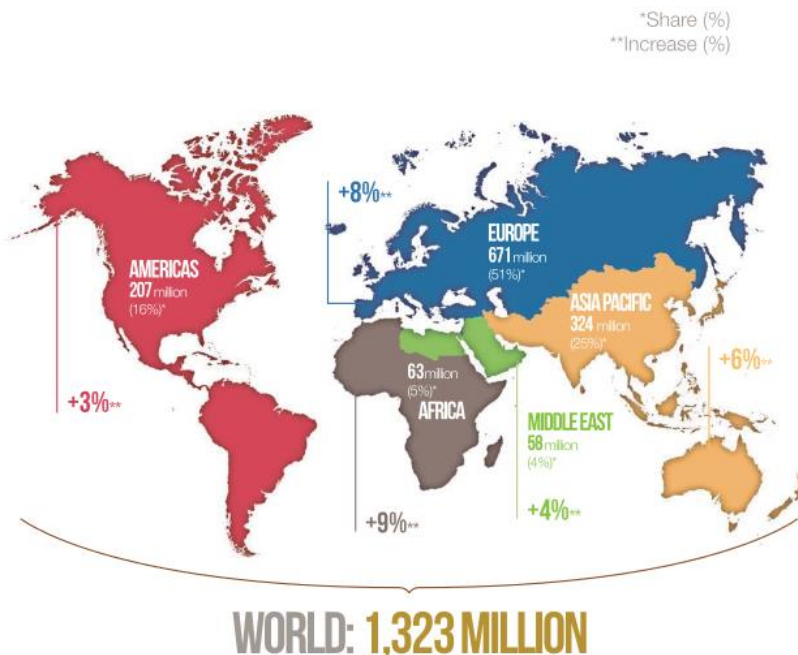 *Share (%)
**Increase (%)
+8%**
EUROPE
671 million
(51%)*
AMERICAS
207 million
(16%)*
ASIA PACIFIC
324 million
(25%)*
+6%**
63 million
(5%)*
AFRICA
+3%**
MIDDLE EAST
58 million
(4%)*
+9%**
+4%**
WORLD: 1,323 MILLION